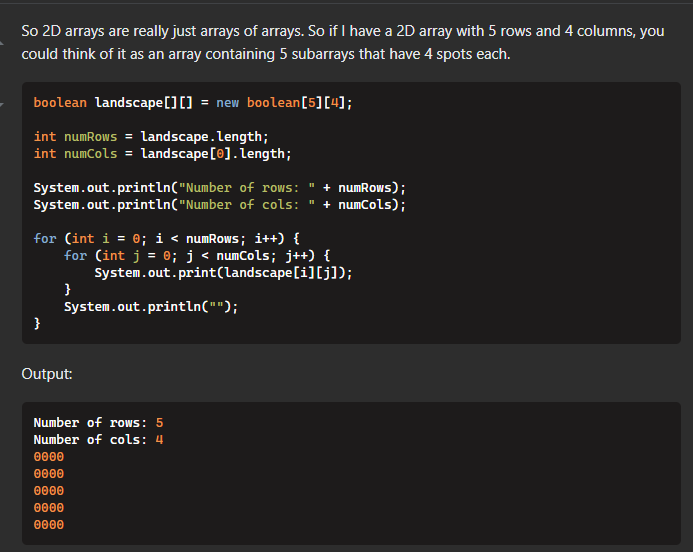 So 2D arrays are really just arrays of arrays. So if I have a 2D array with 5 rows and 4 columns, you
could think of it as an array containing 5 subarrays that have 4 spots each.
boolean landscape[][] = new boolean[5][4];
int numRows = landscape.length;
int numCols = landscape[0].length;
System.out.println("Number of rows: " + numRows);
System.out.println("Number of cols: " + numCols);
for (int i = 0; i < numRows; i++) {
    for (int j = 0; j < numCols; j++) {
        System.out.print(landscape[i][j]);
    }
    System.out.println("");
}
Output:
Number of rows: 5
Number of cols: 4
0000
0000
0000
0000
0000